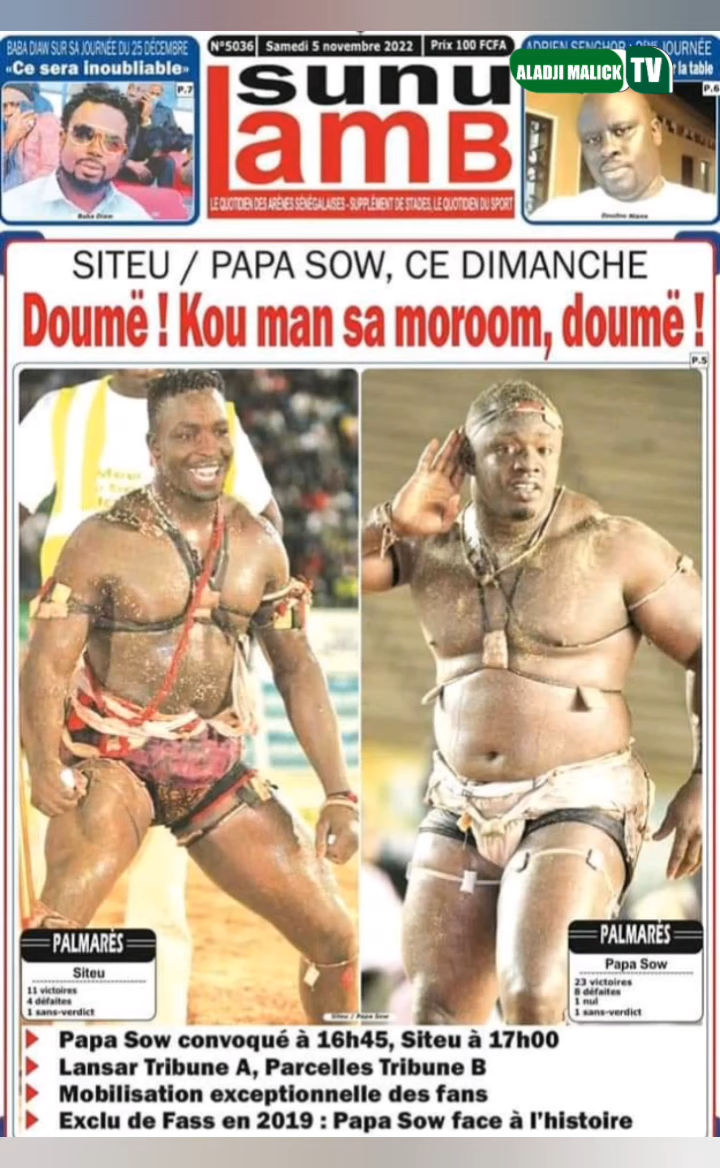 BABA DIAW SUR SA JOURNÉE DU 25 DÉCEMBRE
«Ce sera inoubliable»
P.7
Baba Diaw
N°5036 Samedi 5 novembre 2022 Prix 100 FCFA
sunu
lamB
LE QUOTIDIEN DES ARÈNES SÉNÉGALAISES - SUPPLÉMENT DE STADES, LE QUOTIDIEN DU SPORT
ADRIEN SENGHOR JOURNÉE
la table
P.6
ALADJI MALICK TV
SITEU / PAPA SOW, CE DIMANCHE
Doumë ! Kou man sa moroom, doumë !
P.5
PALMARÈS
Siteu
11 victoires
4 défaites
1 sans-verdict
PALMARÈS
Papa Sow
23 victoires
8 défaites
1 nul
1 sans-verdict
Siteu / Papa Sow
Papa Sow convoqué à 16h45, Siteu à 17h00
Lansar Tribune A, Parcelles Tribune B
Mobilisation exceptionnelle des fans
Exclu de Fass en 2019 : Papa Sow face à l'histoire